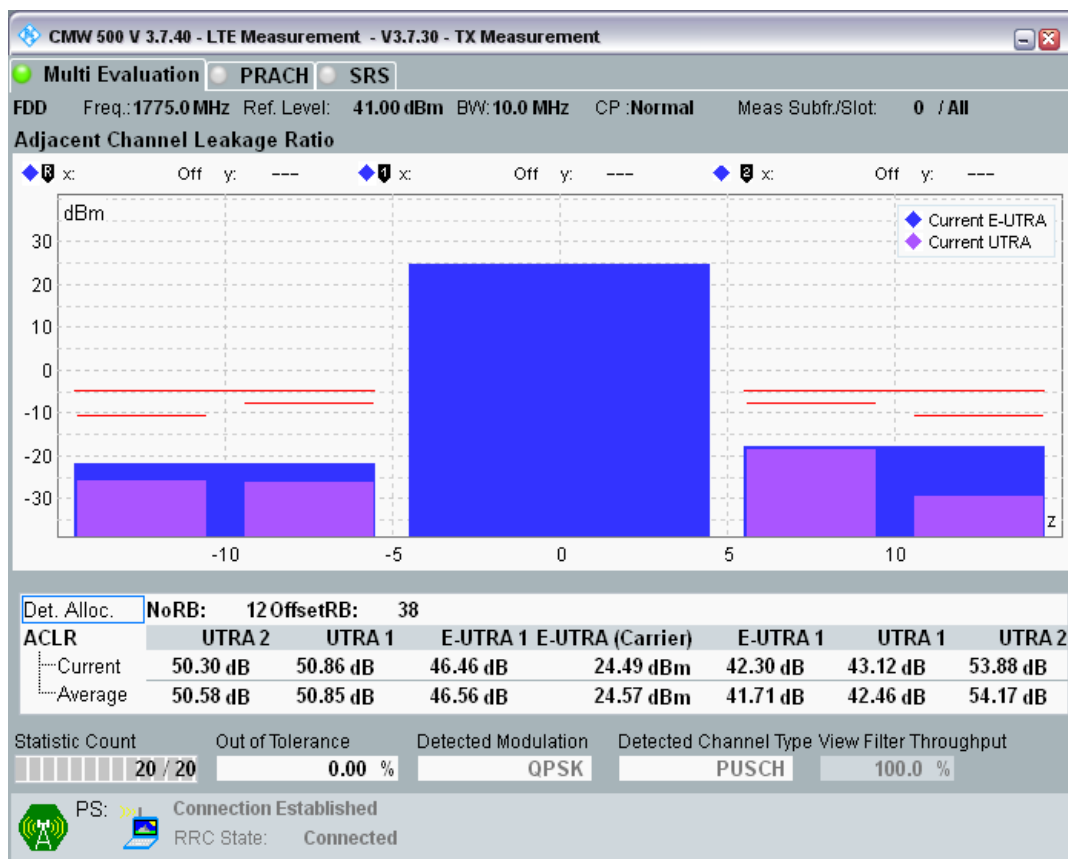 CMW 500 V 3.7.40 - LTE Measurement - V3.7.30 - TX Measurement
Multi Evaluation PRACH SRS
FDD Freq.: 1775.0 MHz Ref. Level: 41.00 dBm BW: 10.0 MHz CP :Normal Meas Subfr./Slot: 0 / All
Adjacent Channel Leakage Ratio
R x: Off y: --- 1 x: Off y: --- 2 x: Off y: ---
dBm
Current E-UTRA
Current UTRA
30
20
10
0
-10
-20
-30
z
-10 -5 0 5 10
Det. Alloc. NoRB: 12 OffsetRB: 38
ACLR UTRA 2 UTRA 1 E-UTRA 1 E-UTRA (Carrier) E-UTRA 1 UTRA 1 UTRA 2
Current 50.30 dB 50.86 dB 46.46 dB 24.49 dBm 42.30 dB 43.12 dB 53.88 dB
Average 50.58 dB 50.85 dB 46.56 dB 24.57 dBm 41.71 dB 42.46 dB 54.17 dB
Statistic Count Out of Tolerance Detected Modulation Detected Channel Type View Filter Throughput
20 / 20 0.00 % QPSK PUSCH 100.0 %
PS: Connection Established
RRC State: Connected